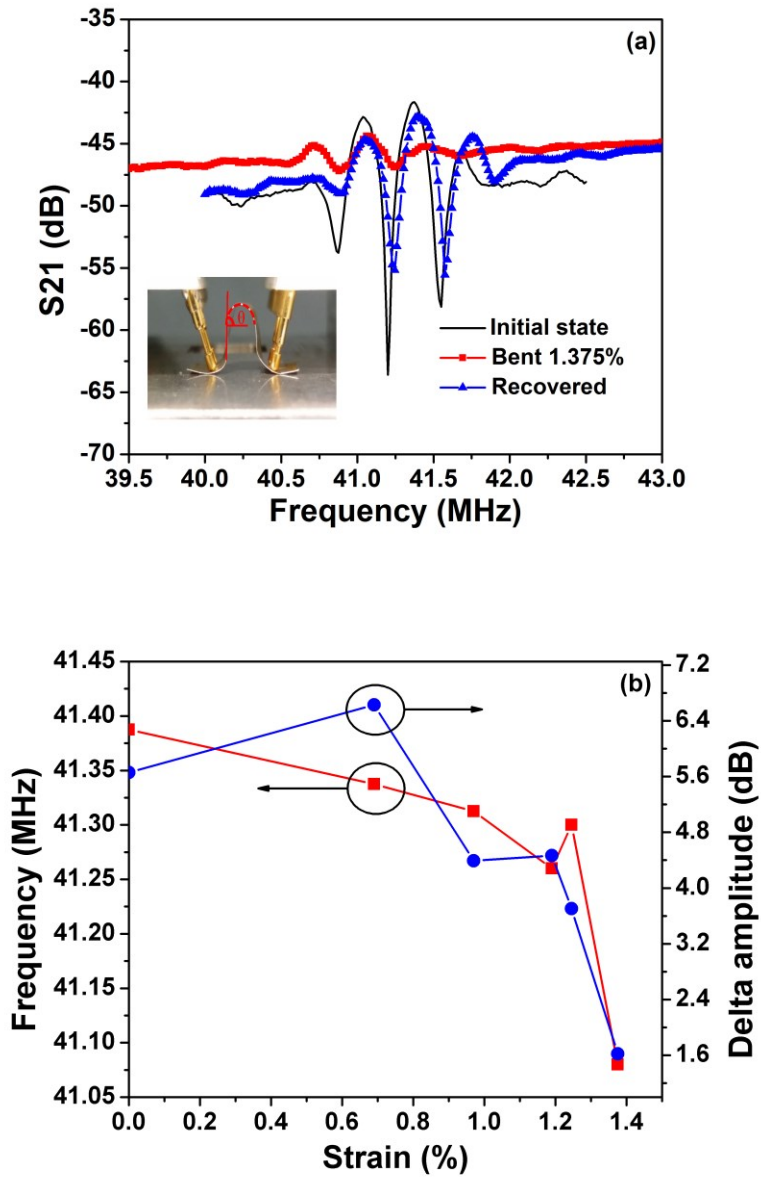 (a)
-35
-40
-45
-50
-55
-60
-65
-70
S21 (dB)
θ
Initial state
Bent 1.375%
Recovered
39.5 40.0 40.5 41.0 41.5 42.0 42.5 43.0
Frequency (MHz)
(b)
41.45
41.40
41.35
41.30
41.25
41.20
41.15
41.10
41.05
Frequency (MHz)
7.2
6.4
5.6
4.8
4.0
3.2
2.4
1.6
Delta amplitude (dB)
0.0 0.2 0.4 0.6 0.8 1.0 1.2 1.4
Strain (%)